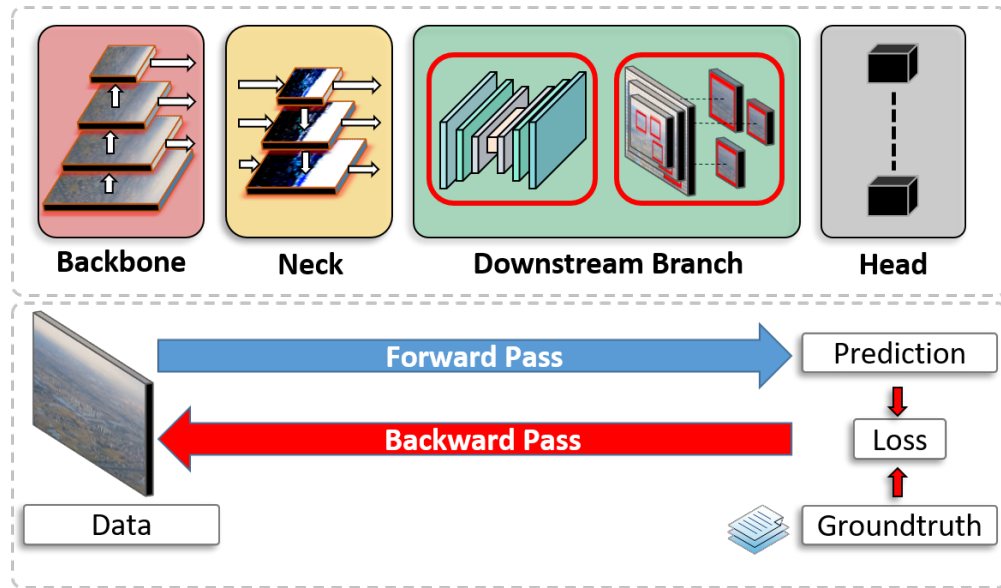 Backbone
Neck
Downstream Branch
Head
Forward Pass
Prediction
Backward Pass
Loss
Data
Groundtruth